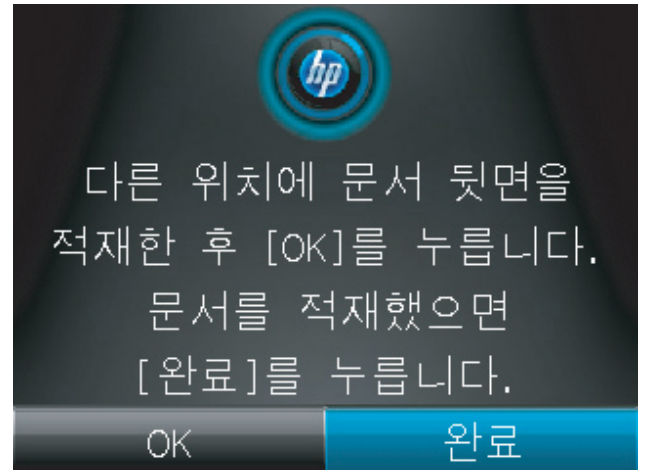 hp
다른 위치에 문서 뒷면을
적재한 후 [OK]를 누릅니다.
문서를 적재했으면
[완료]를 누릅니다.
OK
완료